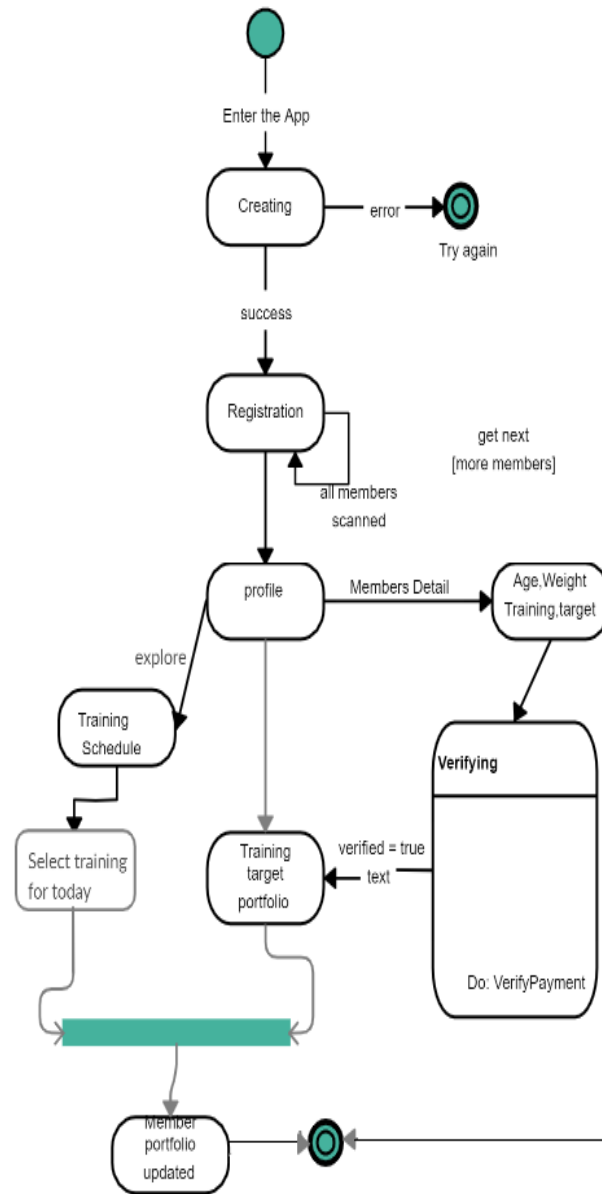 Enter the App
Creating
error
Try again
success
Registration
get next
[more members]
all members
scanned
profile
Members Detail
Age,Weight
Training,target
explore
Training
Schedule
Verifying
Select training
for today
Training
target
portfolio
verified = true
text
Do: VerifyPayment
Member
portfolio
updated